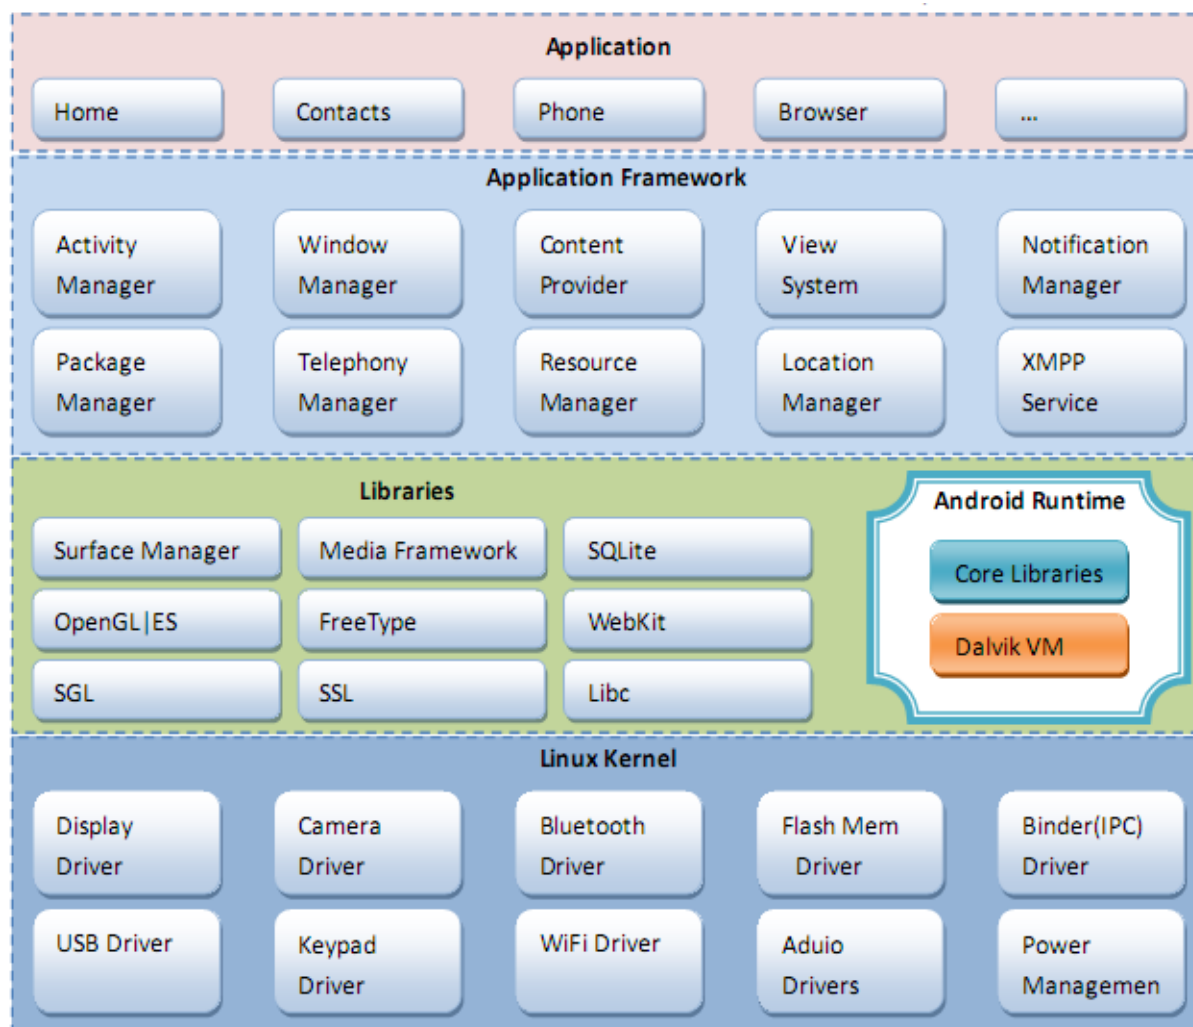 Application
Home
Contacts
Phone
Browser
...
Application Framework
Activity
Manager
Window
Manager
Content
Provider
View
System
Notification
Manager
Package
Manager
Telephony
Manager
Resource
Manager
Location
Manager
XMPP
Service
Libraries
Surface Manager
Media Framework
SQLite
OpenGL|ES
FreeType
WebKit
SGL
SSL
Libc
Android Runtime
Core Libraries
Dalvik VM
Linux Kernel
Display
Driver
Camera
Driver
Bluetooth
Driver
Flash Mem
Driver
Binder(IPC)
Driver
USB Driver
Keypad
Driver
WiFi Driver
Aduio
Drivers
Power
Managemen